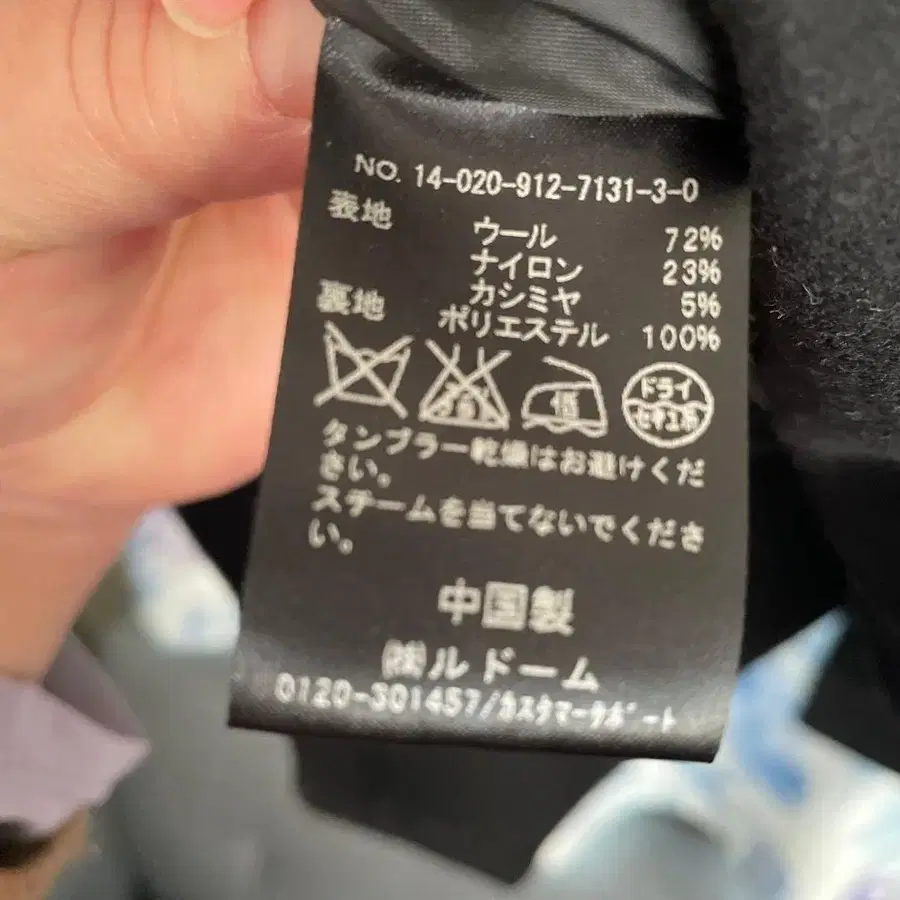 NO. 14-020-912-7131-3-0
表地
ウール 72%
ナイロン 23%
カシミヤ 5%
裏地
ポリエステル 100%
ドライ
セキユ系
タンブラー乾燥はお避けくだ
さい。
スチームを当てないでくださ
い。
中国製
㈱ルドーム
0120-301457/カスタマーサポート